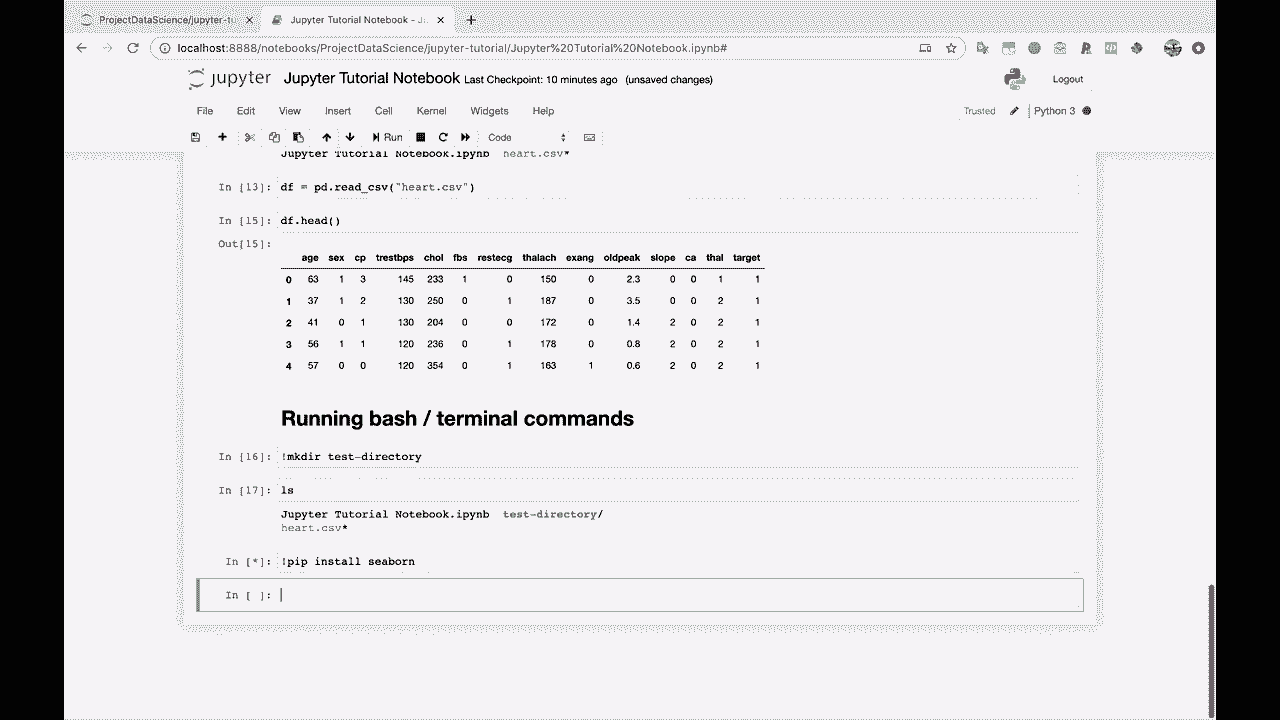 ProjectDataScience/jupyter-tu
Jupyter Tutorial Notebook - Ju
localhost:8888/notebooks/ProjectDataScience/jupyter-tutorial/Jupyter%20Tutorial%20Notebook.ipynb#
jupyter Jupyter Tutorial Notebook Last Checkpoint: 10 minutes ago (unsaved changes)
Logout
File Edit View Insert Cell Kernel Widgets Help
Trusted Python 3
Run Code
Jupyter Tutorial Notebook.ipynb heart.csv*
In [13]: df = pd.read_csv("heart.csv")
In [15]: df.head()
Out[15]:
age sex cp trestbps chol fbs restecg thalach exang oldpeak slope ca thal target
0 63 1 3 145 233 1 0 150 0 2.3 0 0 1 1
1 37 1 2 130 250 0 1 187 0 3.5 0 0 2 1
2 41 0 1 130 204 0 0 172 0 1.4 2 0 2 1
3 56 1 1 120 236 0 1 178 0 0.8 2 0 2 1
4 57 0 0 120 354 0 1 163 1 0.6 2 0 2 1
Running bash / terminal commands
In [16]: !mkdir test-directory
In [17]: ls
Jupyter Tutorial Notebook.ipynb test-directory/
heart.csv*
In [*]: !pip install seaborn
In [ ]: